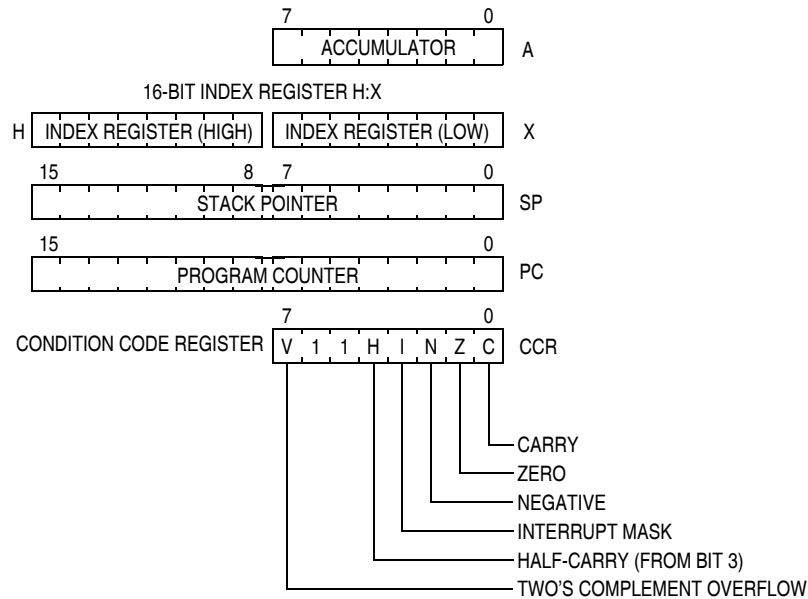 7 0
ACCUMULATOR A
16-BIT INDEX REGISTER H:X
H INDEX REGISTER (HIGH) INDEX REGISTER (LOW) X
15 8 7 0
STACK POINTER SP
15 0
PROGRAM COUNTER PC
7 0
CONDITION CODE REGISTER V 1 1 H I N Z C CCR
CARRY
ZERO
NEGATIVE
INTERRUPT MASK
HALF-CARRY (FROM BIT 3)
TWO'S COMPLEMENT OVERFLOW